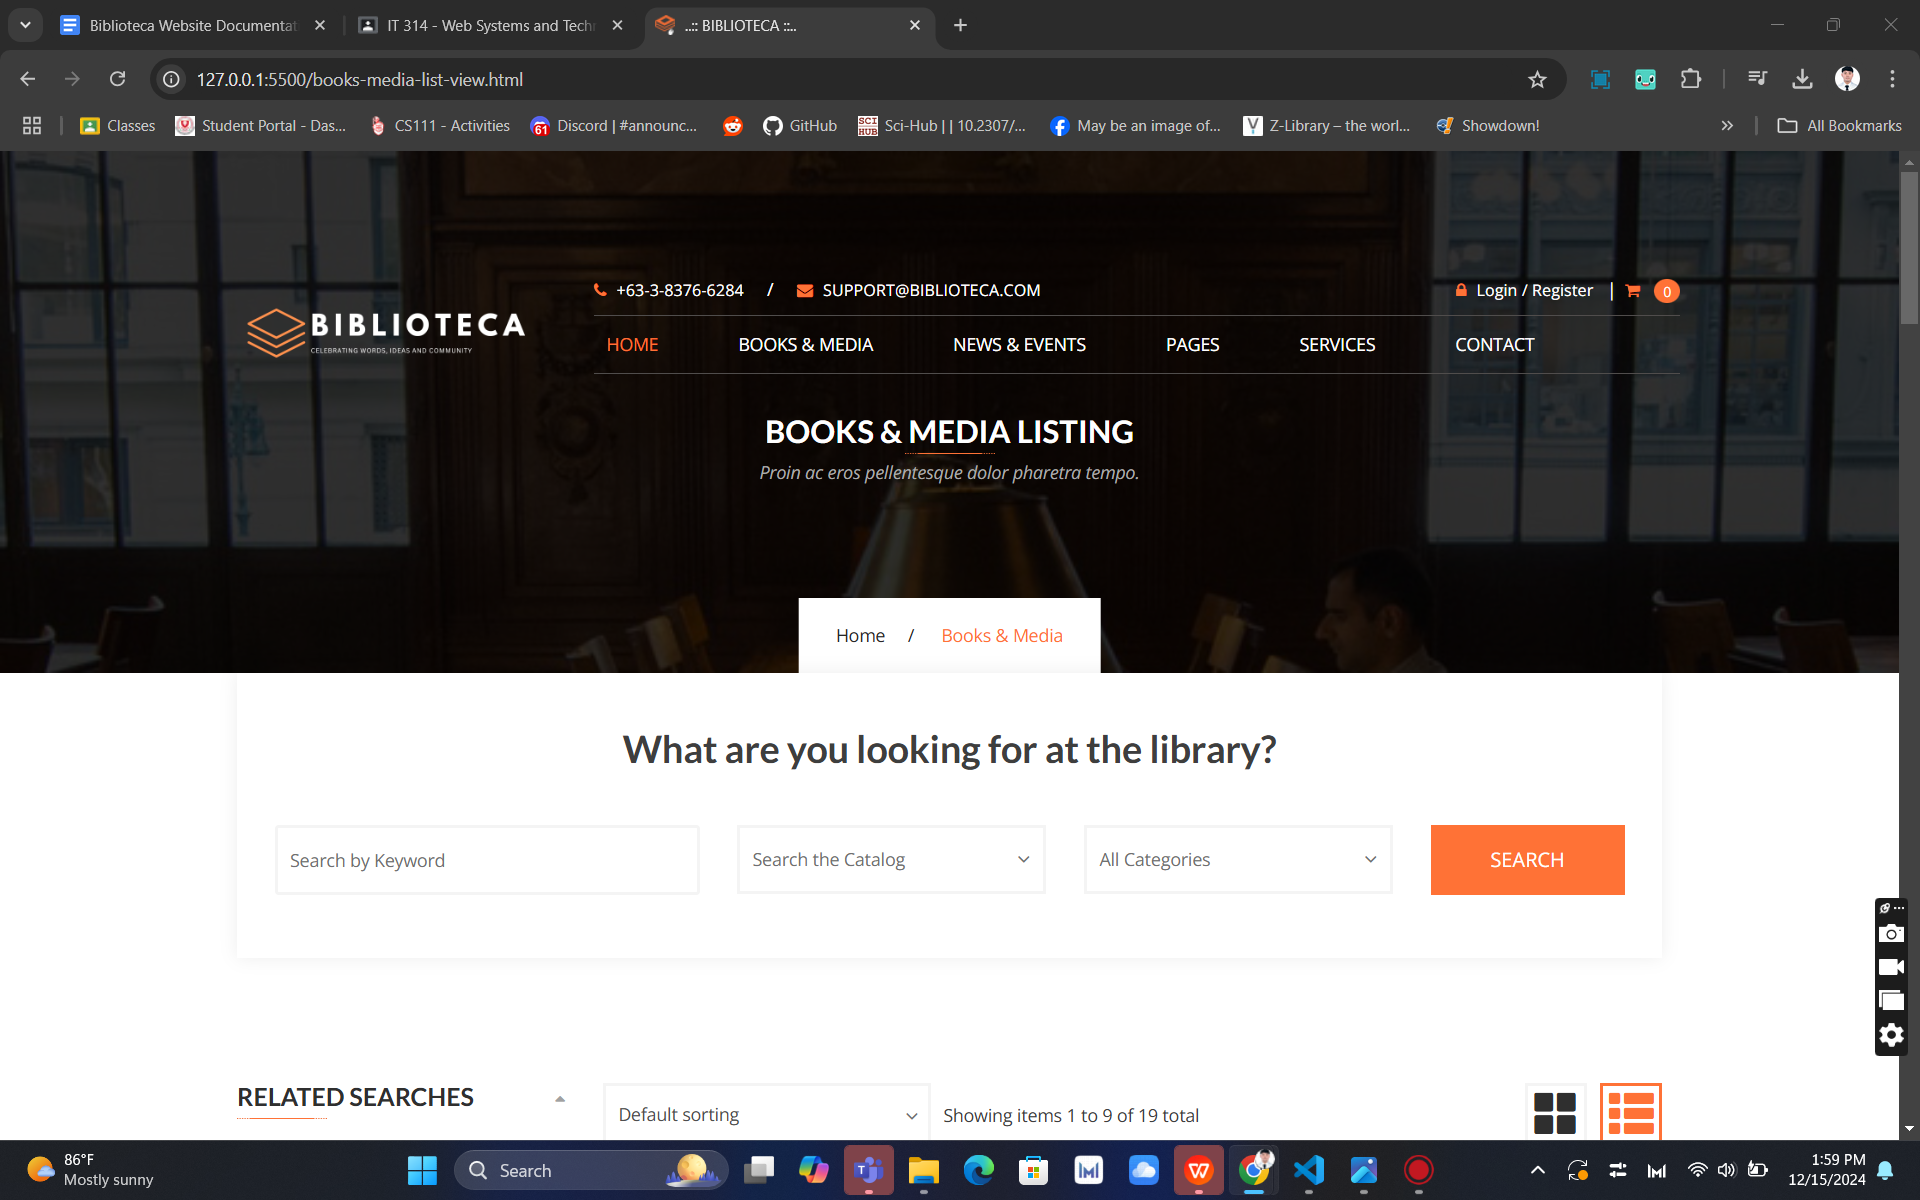 Biblioteca Website Documentat
IT 314 - Web Systems and Techn
..:: BIBLIOTECA ::..
127.0.0.1:5500/books-media-list-view.html
Classes
Student Portal - Das...
CS111 - Activities
61
Discord | #announc...
GitHub
SCI HUB
Sci-Hub | | 10.2307/...
May be an image of...
Z-Library – the worl...
Showdown!
All Bookmarks
+63-3-8376-6284 / SUPPORT@BIBLIOTECA.COM
Login / Register | 0
BIBLIOTECA
CELEBRATING WORDS, IDEAS AND COMMUNITY
HOME BOOKS & MEDIA NEWS & EVENTS PAGES SERVICES CONTACT
BOOKS & MEDIA LISTING
Proin ac eros pellentesque dolor pharetra tempo.
Home / Books & Media
What are you looking for at the library?
Search by Keyword
Search the Catalog
All Categories
SEARCH
RELATED SEARCHES
Default sorting
Showing items 1 to 9 of 19 total
86°F
Mostly sunny
Search
1:59 PM
12/15/2024